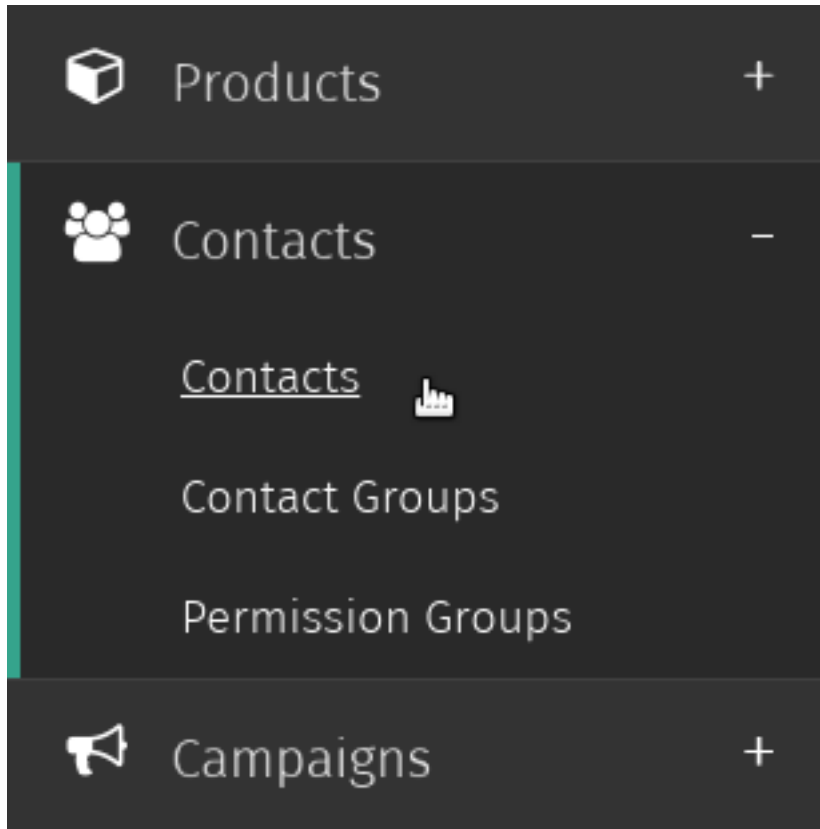 Products +
Contacts –
Contacts
Contact Groups
Permission Groups
Campaigns +